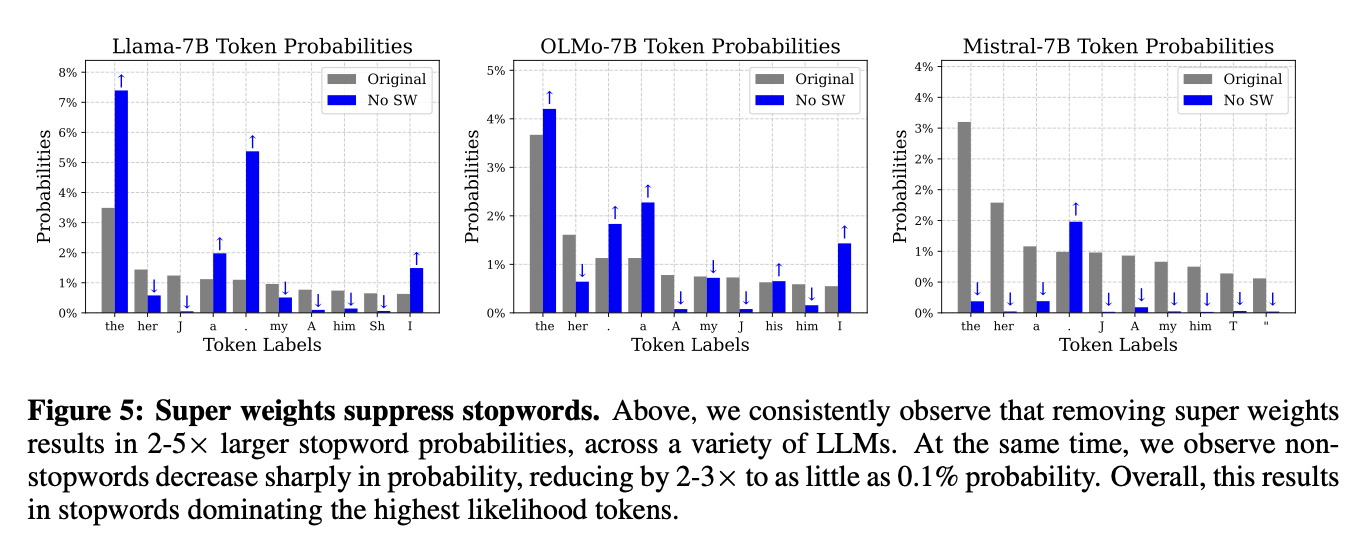 Llama-7B Token Probabilities
Probabilities
8%
7%
6%
5%
4%
3%
2%
1%
0%
Original
No SW
↑ ↓ ↓ ↑ ↑ ↓ ↓ ↓ ↓ ↑
the her J a . my A him Sh I
Token Labels
OLMo-7B Token Probabilities
Probabilities
5%
4%
3%
2%
1%
0%
Original
No SW
↑ ↓ ↑ ↑ ↓ ↓ ↓ ↑ ↓ ↑
the her . a A my J his him I
Token Labels
Mistral-7B Token Probabilities
Probabilities
4%
4%
3%
2%
2%
2%
1%
0%
0%
Original
No SW
↓ ↓ ↓ ↑ ↓ ↓ ↓ ↓ ↓ ↓
the her a . J A my him T "
Token Labels
Figure 5: Super weights suppress stopwords. Above, we consistently observe that removing super weights
results in 2-5× larger stopword probabilities, across a variety of LLMs. At the same time, we observe non-
stopwords decrease sharply in probability, reducing by 2-3× to as little as 0.1% probability. Overall, this results
in stopwords dominating the highest likelihood tokens.